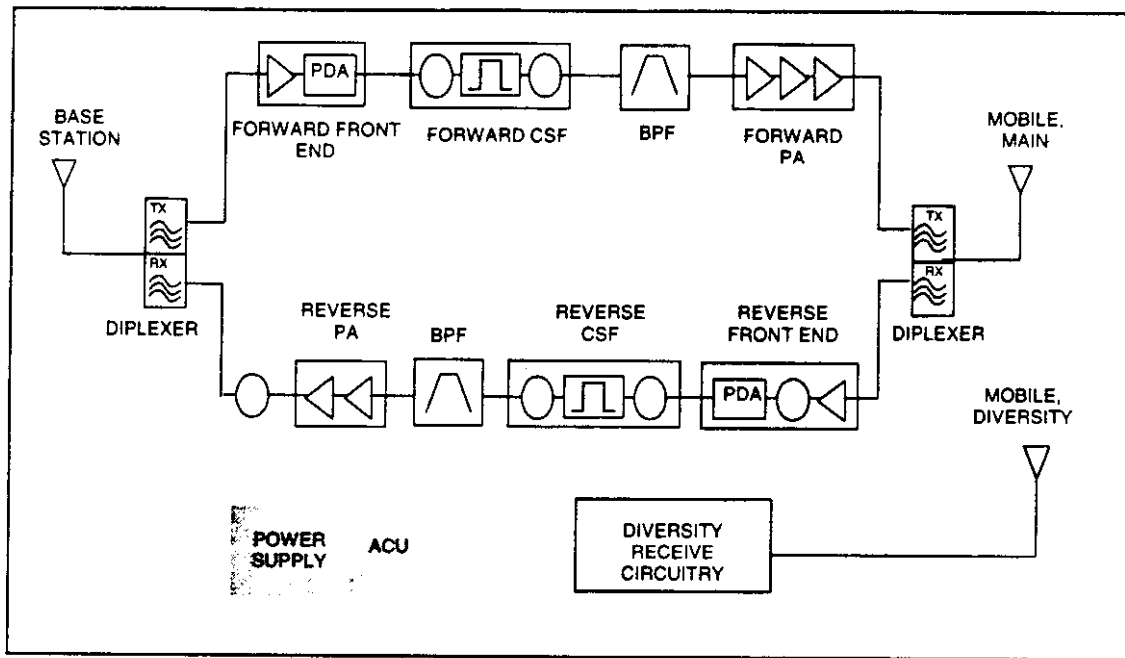 PDA
FORWARD FRONT
END
FORWARD CSF
BPF
FORWARD PA
BASE
STATION
MOBILE,
MAIN
TX
RX
DIPLEXER
TX
RX
DIPLEXER
REVERSE
PA
BPF
REVERSE
CSF
REVERSE
FRONT END
PDA
MOBILE,
DIVERSITY
POWER
SUPPLY
ACU
DIVERSITY
RECEIVE
CIRCUITRY